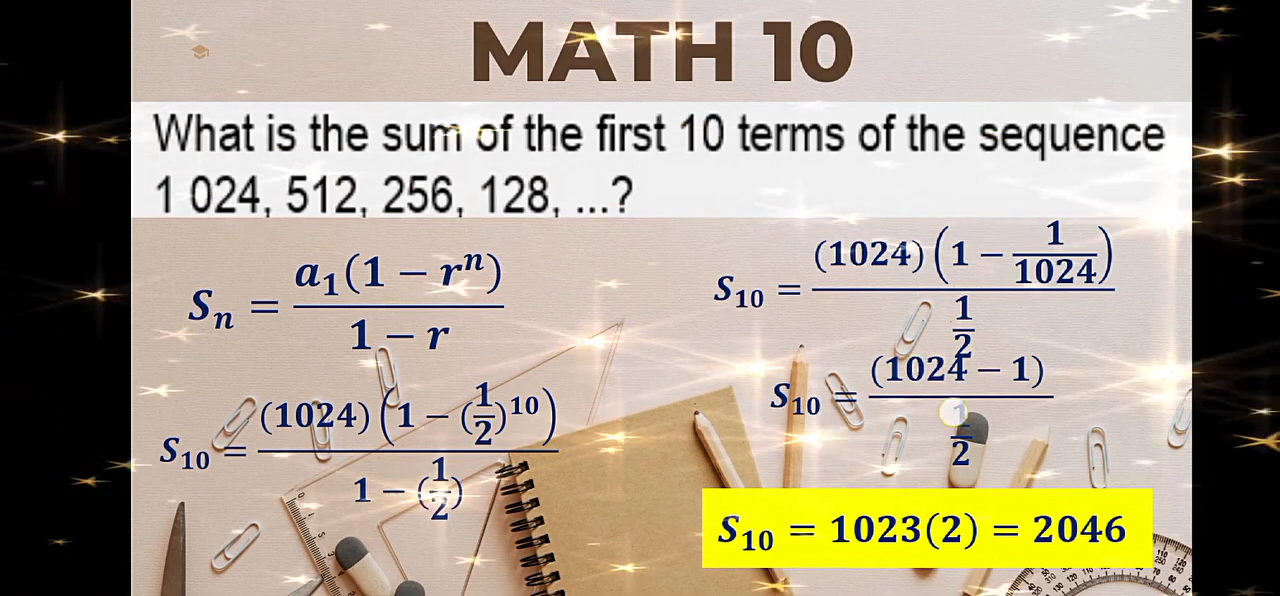 MATH 10
What is the sum of the first 10 terms of the sequence
1 024, 512, 256, 128, ...?
Sₙ = a₁(1 − rⁿ) / 1 − r
S₁₀ = (1024)(1 − (1/2)¹⁰) / 1 − (1/2)
S₁₀ = (1024)(1 − 1/1024) / 1/2
S₁₀ = (1024 − 1) / 1/2
S₁₀ = 1023(2) = 2046